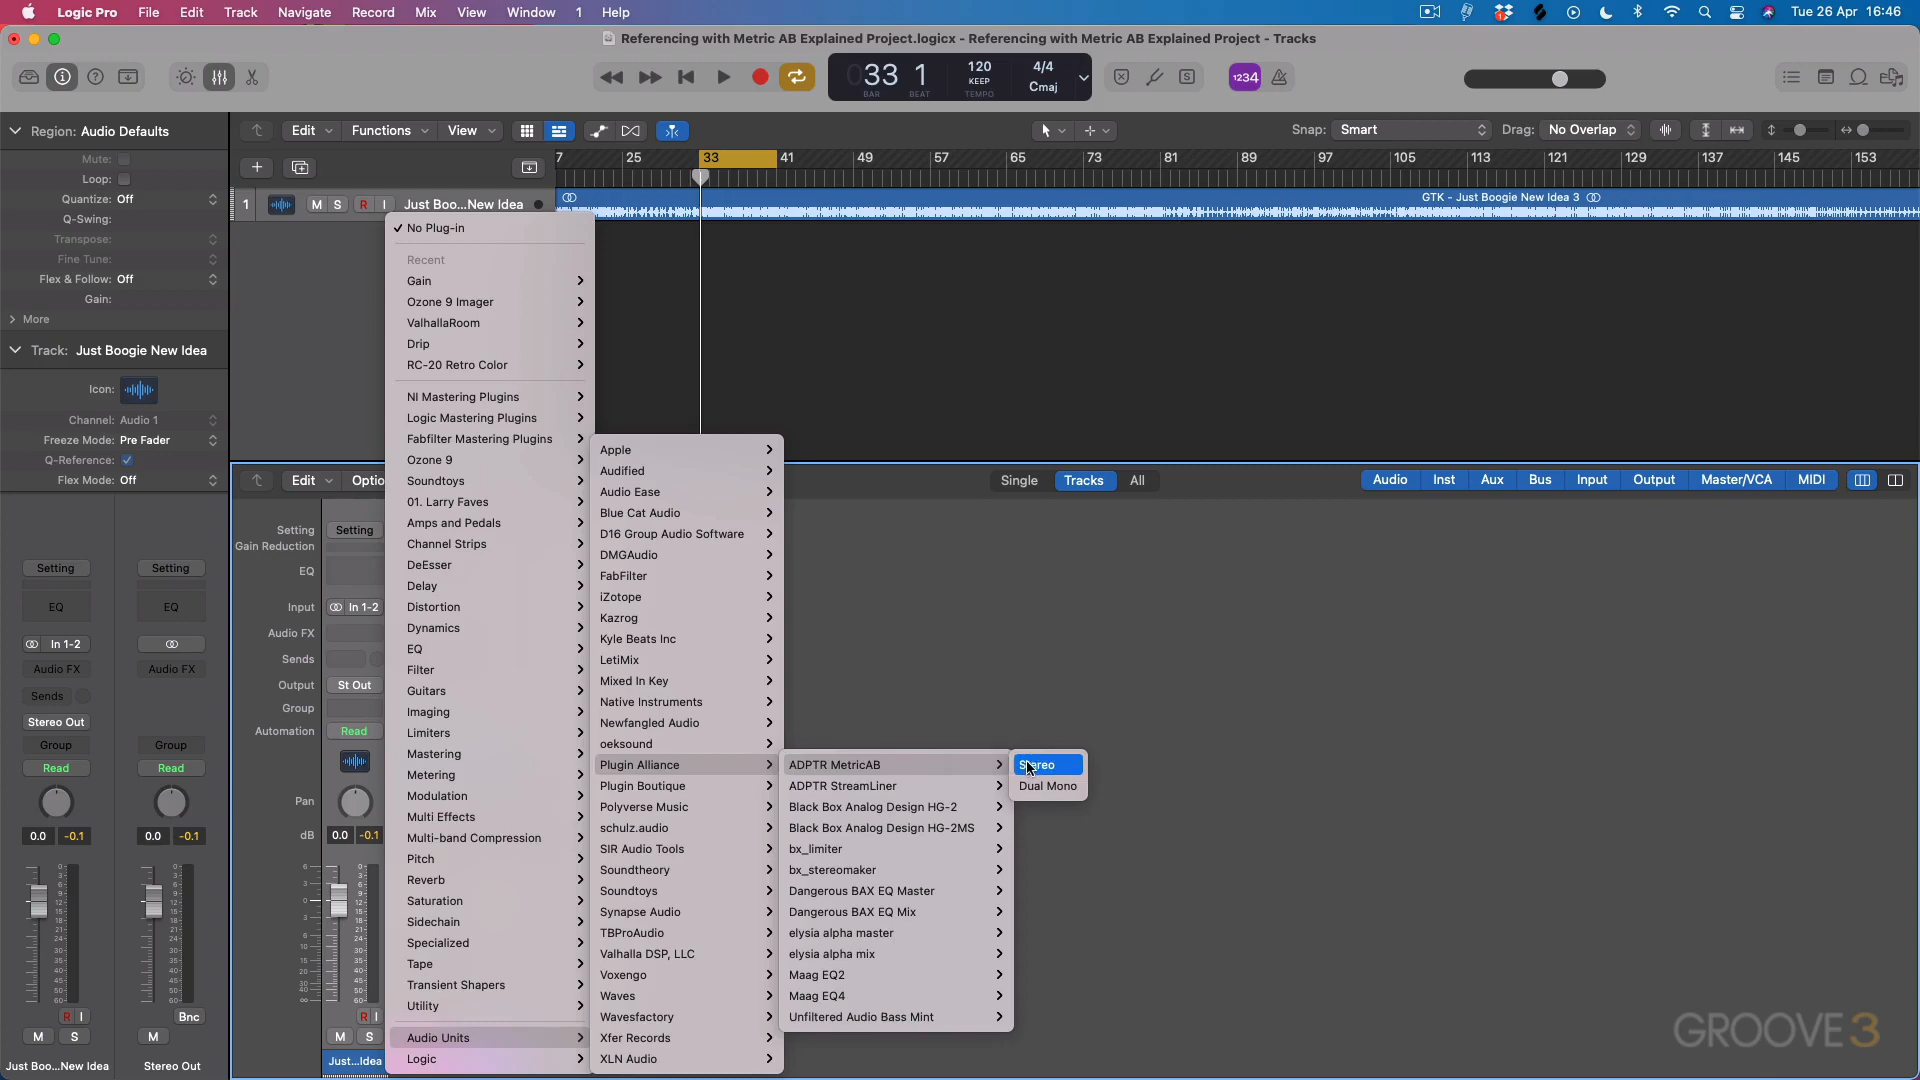 Logic Pro File Edit Track Navigate Record Mix View Window 1 Help
Tue 26 Apr 16:46
Referencing with Metric AB Explained Project.logicx - Referencing with Metric AB Explained Project - Tracks
33 1
BAR BEAT
120
KEEP
TEMPO
4/4
Cmaj
1234
Region: Audio Defaults
Mute:
Loop:
Quantize: Off
Q-Swing:
Transpose:
Fine Tune:
Flex & Follow: Off
Gain:
More
Track: Just Boogie New Idea
Icon:
Channel: Audio 1
Freeze Mode: Pre Fader
Q-Reference:
Flex Mode: Off
Edit Functions View
Snap: Smart
Drag: No Overlap
7 25 33 41 49 57 65 73 81 89 97 105 113 121 129 137 145 153
1 M S R I Just Boo...New Idea
GTK - Just Boogie New Idea 3
No Plug-in
Recent
Gain
Ozone 9 Imager
ValhallaRoom
Drip
RC-20 Retro Color
NI Mastering Plugins
Logic Mastering Plugins
Fabfilter Mastering Plugins
Ozone 9
Soundtoys
01. Larry Faves
Amps and Pedals
Channel Strips
DeEsser
Delay
Distortion
Dynamics
EQ
Filter
Guitars
Imaging
Limiters
Mastering
Metering
Modulation
Multi Effects
Multi-band Compression
Pitch
Reverb
Saturation
Sidechain
Specialized
Tape
Transient Shapers
Utility
Audio Units
Logic
Apple
Audified
Audio Ease
Blue Cat Audio
D16 Group Audio Software
DMGAudio
FabFilter
iZotope
Kazrog
Kyle Beats Inc
LetiMix
Mixed In Key
Native Instruments
Newfangled Audio
oeksound
Plugin Alliance
Plugin Boutique
Polyverse Music
schulz.audio
SIR Audio Tools
Soundtheory
Soundtoys
Synapse Audio
TBProAudio
Valhalla DSP, LLC
Voxengo
Waves
Wavesfactory
Xfer Records
XLN Audio
ADPTR MetricAB
ADPTR StreamLiner
Black Box Analog Design HG-2
Black Box Analog Design HG-2MS
bx_limiter
bx_stereomaker
Dangerous BAX EQ Master
Dangerous BAX EQ Mix
elysia alpha master
elysia alpha mix
Maag EQ2
Maag EQ4
Unfiltered Audio Bass Mint
Stereo
Dual Mono
Edit Optio
Single Tracks All
Audio Inst Aux Bus Input Output Master/VCA MIDI
Setting Setting
Gain Reduction
EQ
Input In 1-2
Audio FX
Sends
Output St Out
Group
Automation Read
Pan
dB 0.0 -0.1
R I
M S
Just...Idea
Setting Setting
EQ EQ
In 1-2
Audio FX Audio FX
Sends
Stereo Out
Group Group
Read Read
0.0 -0.1 0.0 -0.1
R I Bnc
M S M
Just Boo...New Idea Stereo Out
GROOVE3